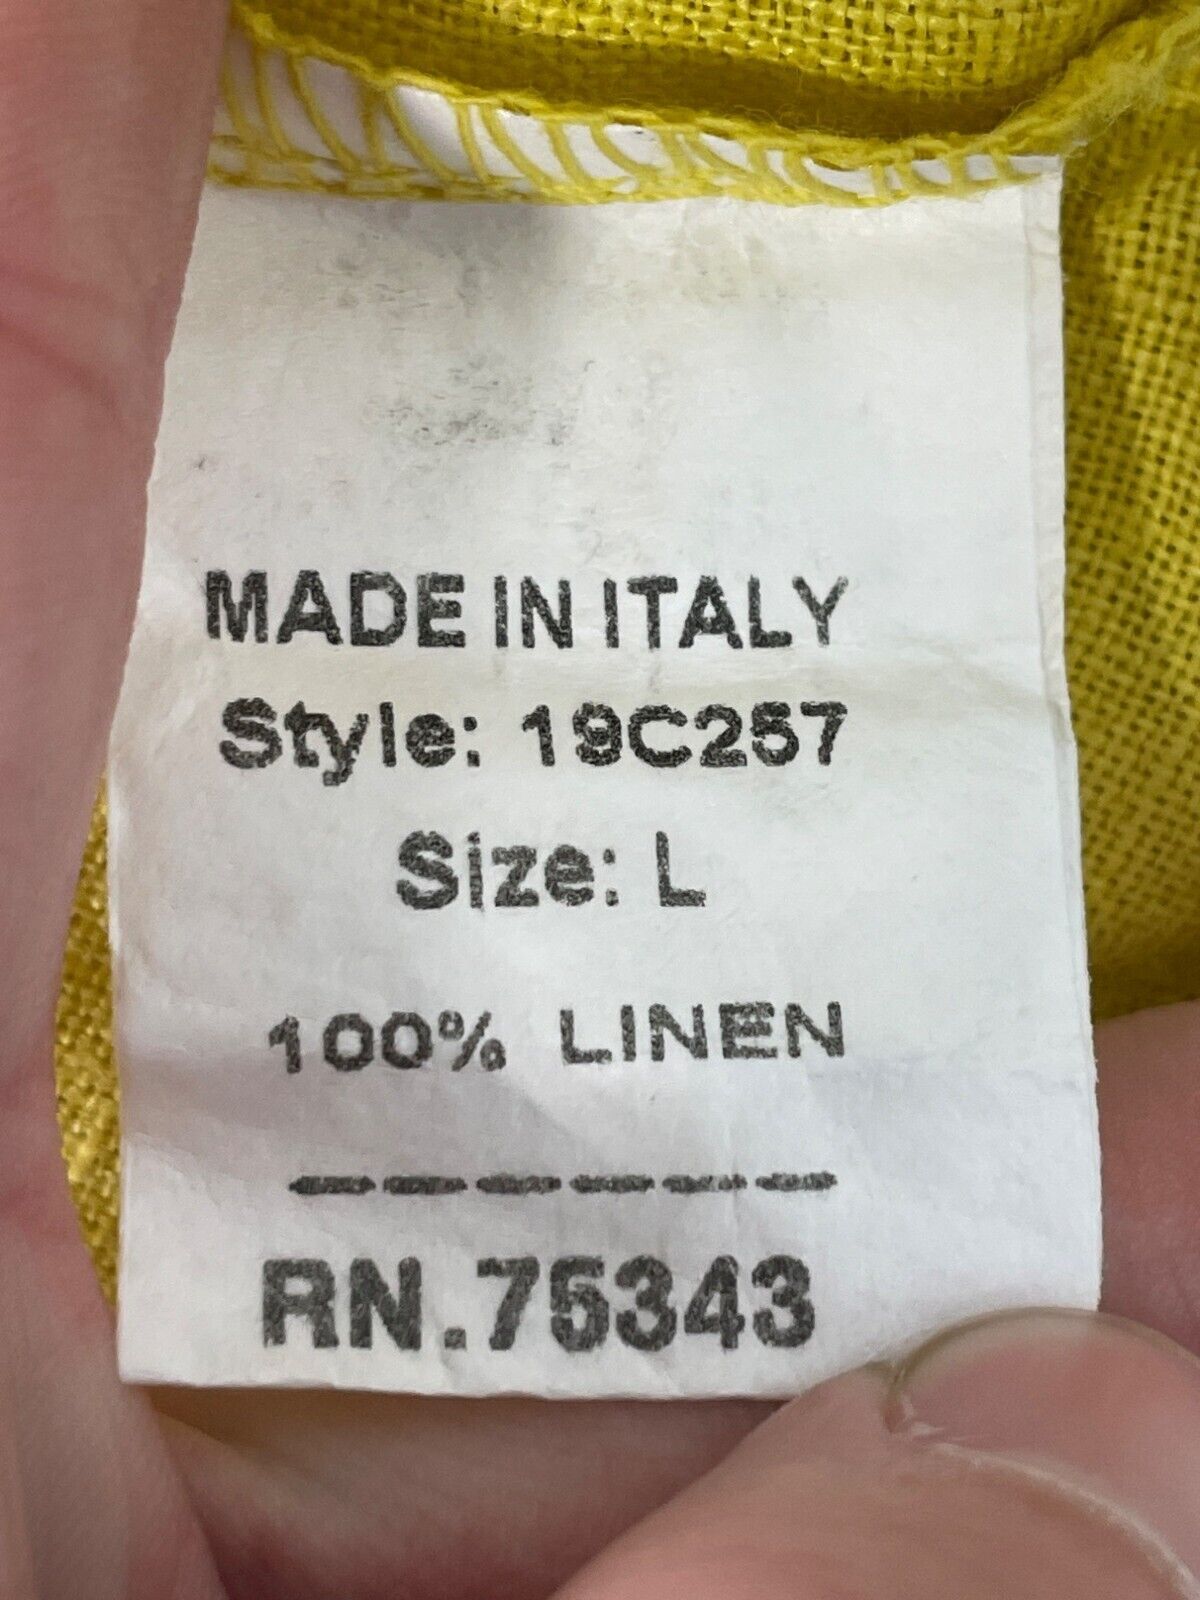 MADE IN ITALY
Style: 19C257
Size: L
100% LINEN
------
RN.75343